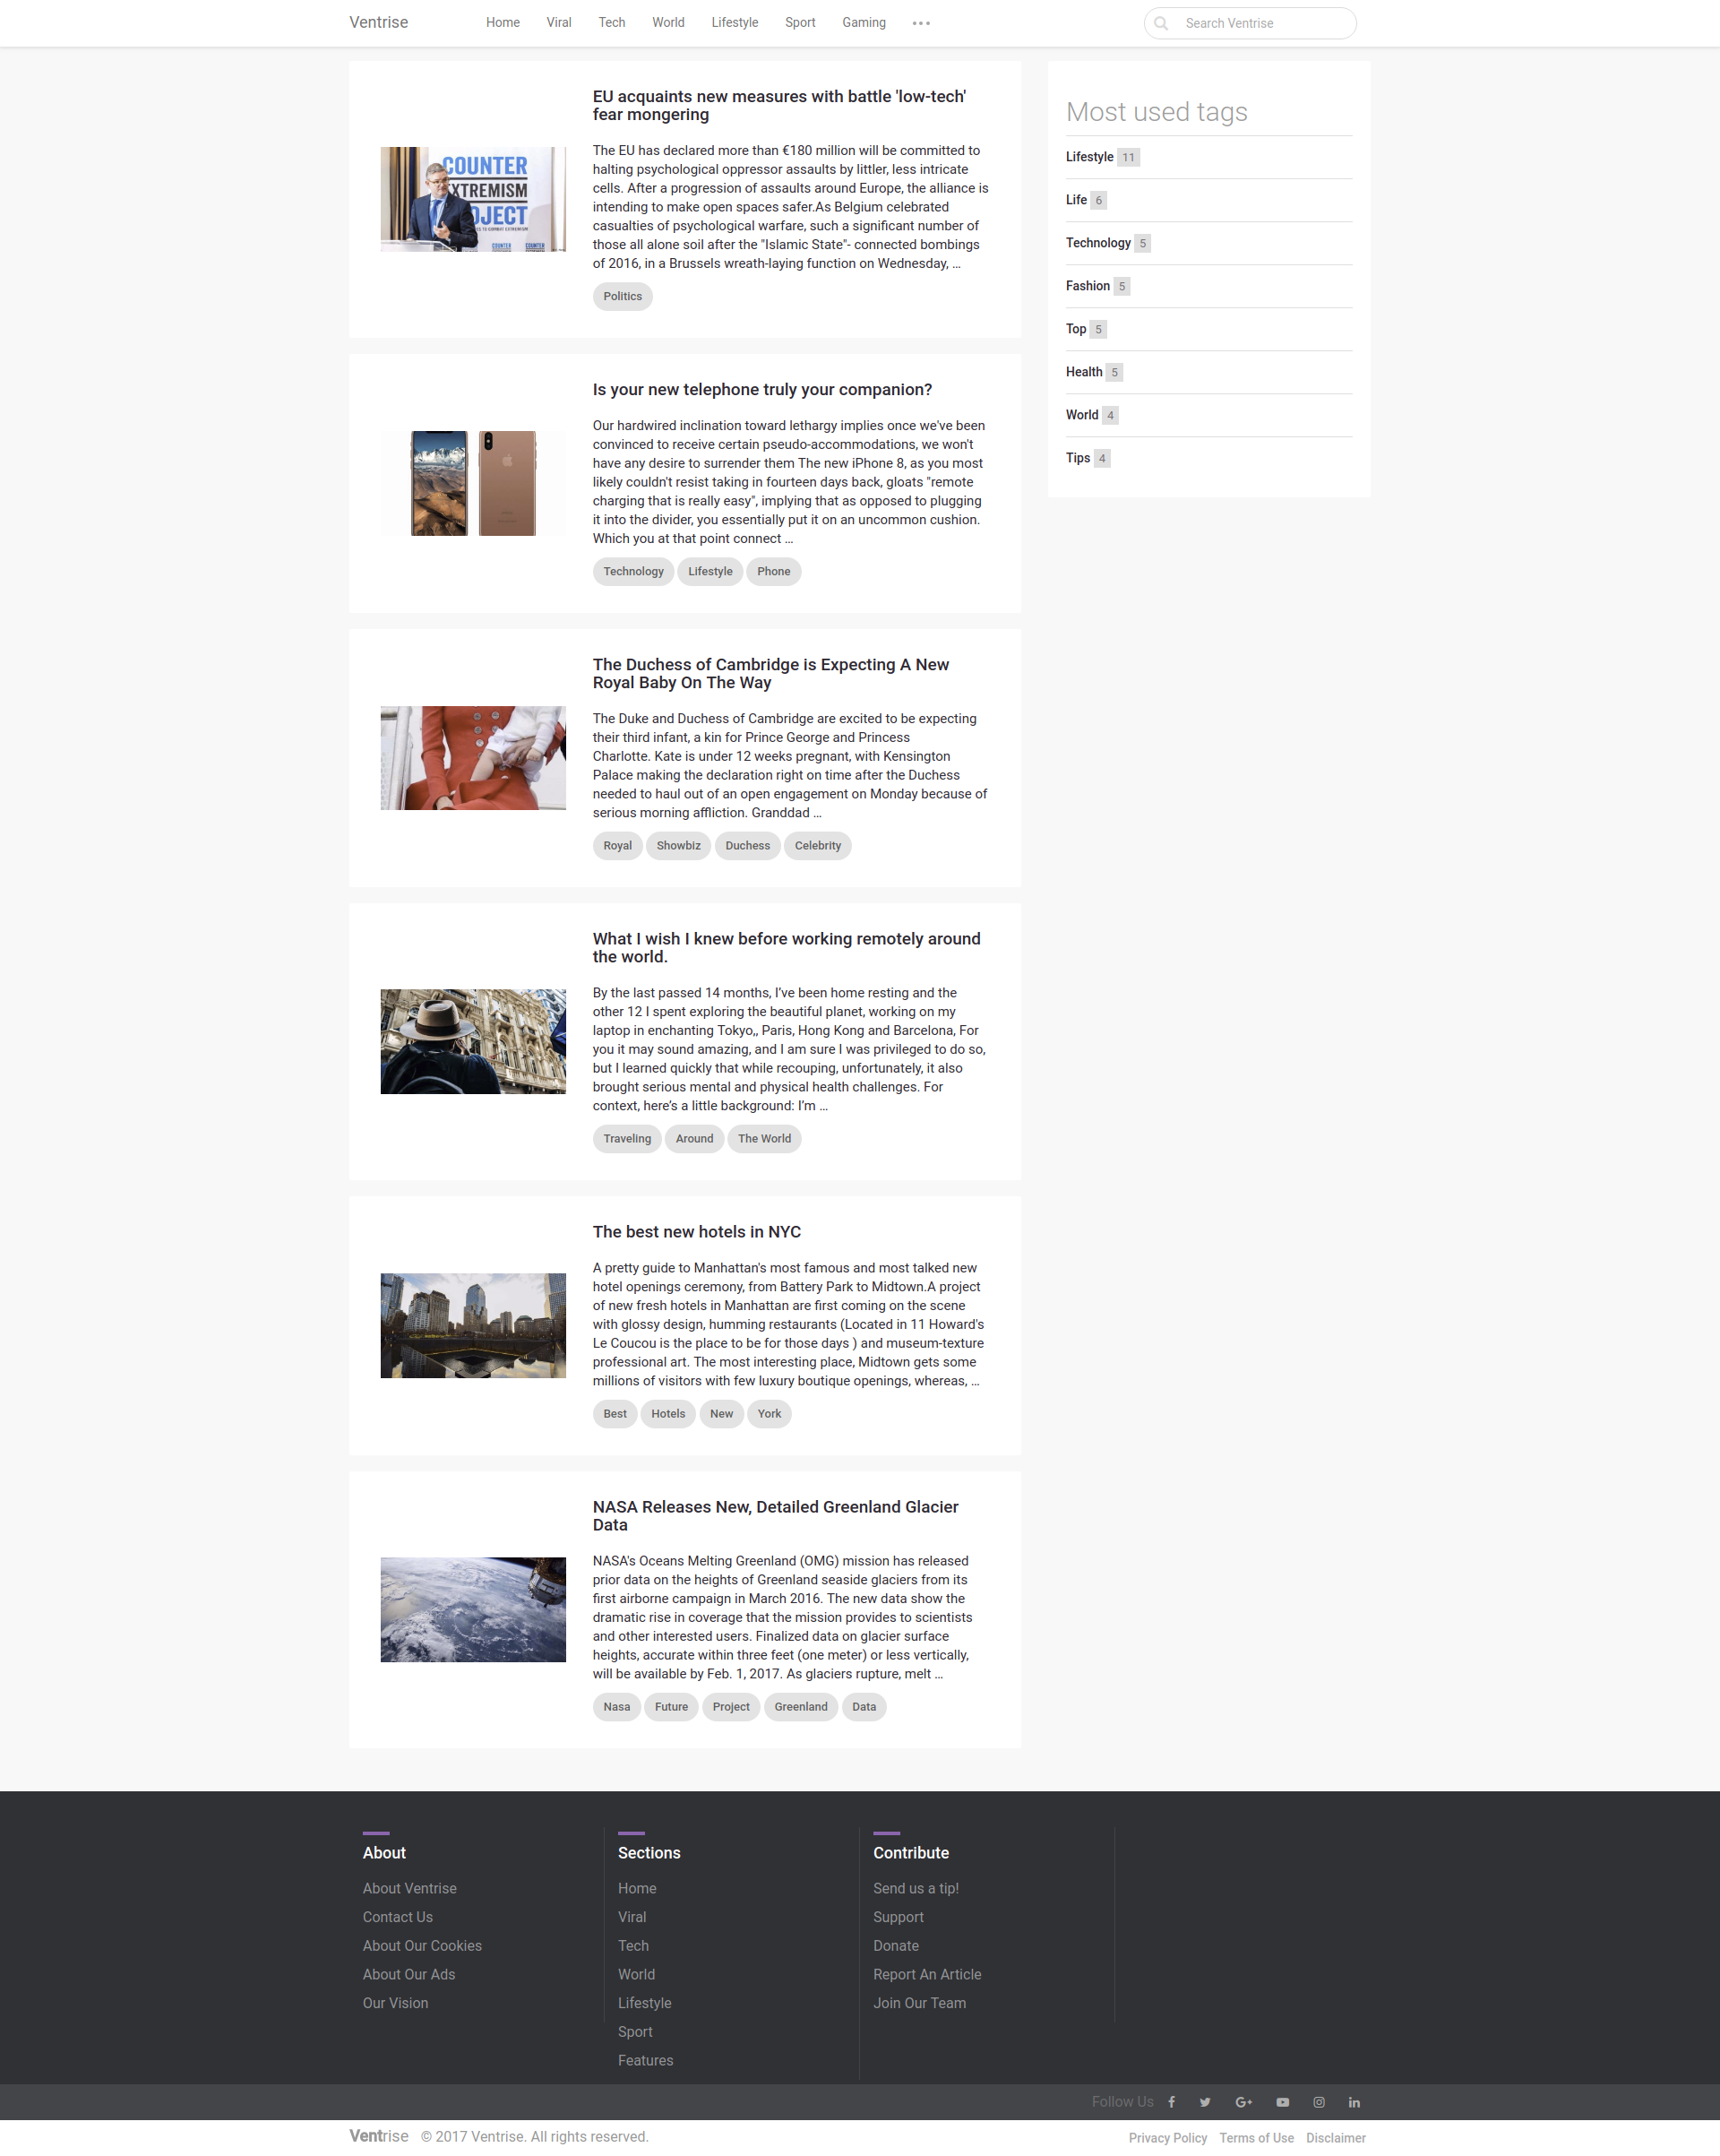 Ventrise Home Viral Tech World Lifestyle Sport Gaming Search Ventrise
EU acquaints new measures with battle 'low-tech'
fear mongering
COUNTER
EXTREMISM
OJECT
The EU has declared more than €180 million will be committed to
halting psychological oppressor assaults by littler, less intricate
cells. After a progression of assaults around Europe, the alliance is
intending to make open spaces safer.As Belgium celebrated
casualties of psychological warfare, such a significant number of
those all alone soil after the "Islamic State"- connected bombings
of 2016, in a Brussels wreath-laying function on Wednesday, ...
Politics
Is your new telephone truly your companion?
Our hardwired inclination toward lethargy implies once we've been
convinced to receive certain pseudo-accommodations, we won't
have any desire to surrender them The new iPhone 8, as you most
likely couldn't resist taking in fourteen days back, gloats "remote
charging that is really easy", implying that as opposed to plugging
it into the divider, you essentially put it on an uncommon cushion.
Which you at that point connect ...
Technology Lifestyle Phone
The Duchess of Cambridge is Expecting A New
Royal Baby On The Way
The Duke and Duchess of Cambridge are excited to be expecting
their third infant, a kin for Prince George and Princess
Charlotte. Kate is under 12 weeks pregnant, with Kensington
Palace making the declaration right on time after the Duchess
needed to haul out of an open engagement on Monday because of
serious morning affliction. Granddad ...
Royal Showbiz Duchess Celebrity
What I wish I knew before working remotely around
the world.
By the last passed 14 months, I've been home resting and the
other 12 I spent exploring the beautiful planet, working on my
laptop in enchanting Tokyo,, Paris, Hong Kong and Barcelona, For
you it may sound amazing, and I am sure I was privileged to do so,
but I learned quickly that while recouping, unfortunately, it also
brought serious mental and physical health challenges. For
context, here's a little background: I'm ...
Traveling Around The World
The best new hotels in NYC
A pretty guide to Manhattan's most famous and most talked new
hotel openings ceremony, from Battery Park to Midtown.A project
of new fresh hotels in Manhattan are first coming on the scene
with glossy design, humming restaurants (Located in 11 Howard's
Le Coucou is the place to be for those days ) and museum-texture
professional art. The most interesting place, Midtown gets some
millions of visitors with few luxury boutique openings, whereas, ...
Best Hotels New York
NASA Releases New, Detailed Greenland Glacier
Data
NASA's Oceans Melting Greenland (OMG) mission has released
prior data on the heights of Greenland seaside glaciers from its
first airborne campaign in March 2016. The new data show the
dramatic rise in coverage that the mission provides to scientists
and other interested users. Finalized data on glacier surface
heights, accurate within three feet (one meter) or less vertically,
will be available by Feb. 1, 2017. As glaciers rupture, melt ...
Nasa Future Project Greenland Data
Most used tags
Lifestyle 11
Life 6
Technology 5
Fashion 5
Top 5
Health 5
World 4
Tips 4
About
About Ventrise
Contact Us
About Our Cookies
About Our Ads
Our Vision
Sections
Home
Viral
Tech
World
Lifestyle
Sport
Features
Contribute
Send us a tip!
Support
Donate
Report An Article
Join Our Team
Follow Us
Ventrise © 2017 Ventrise. All rights reserved.
Privacy Policy Terms of Use Disclaimer